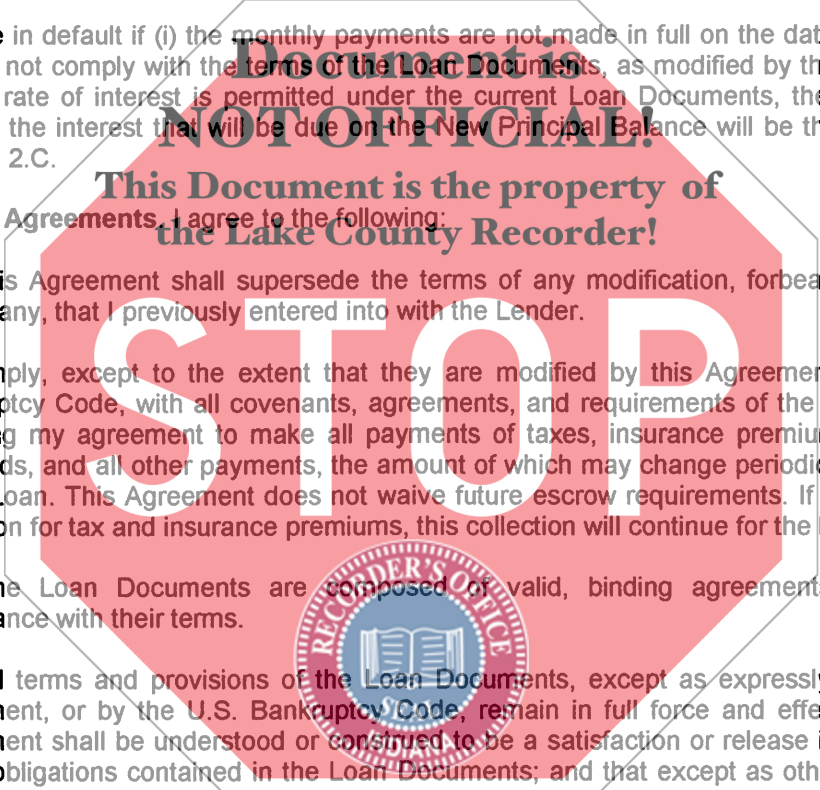 e in default if (i) the monthly payments are not made in full on the dat
not comply with the terms of the Loan Documents, as modified by th
rate of interest is permitted under the current Loan Documents, the
the interest that will be due on the New Principal Balance will be th
2.C.
Agreements. I agree to the following:
is Agreement shall supersede the terms of any modification, forbea
any, that I previously entered into with the Lender.
ply, except to the extent that they are modified by this Agreemen
ptcy Code, with all covenants, agreements, and requirements of the
g my agreement to make all payments of taxes, insurance premiu
ds, and all other payments, the amount of which may change periodic
oan. This Agreement does not waive future escrow requirements. If
on for tax and insurance premiums, this collection will continue for the
e Loan Documents are composed of valid, binding agreement
ance with their terms.
l terms and provisions of the Loan Documents, except as expressly
ent, or by the U.S. Bankruptcy Code, remain in full force and effe
ent shall be understood or construed to be a satisfaction or release i
bligations contained in the Loan Documents; and that except as oth
Document is
NOT OFFICIAL!
This Document is the property of
the Lake County Recorder!
STOP
RECORDER'S OFFICE
SEAL
INDIANA